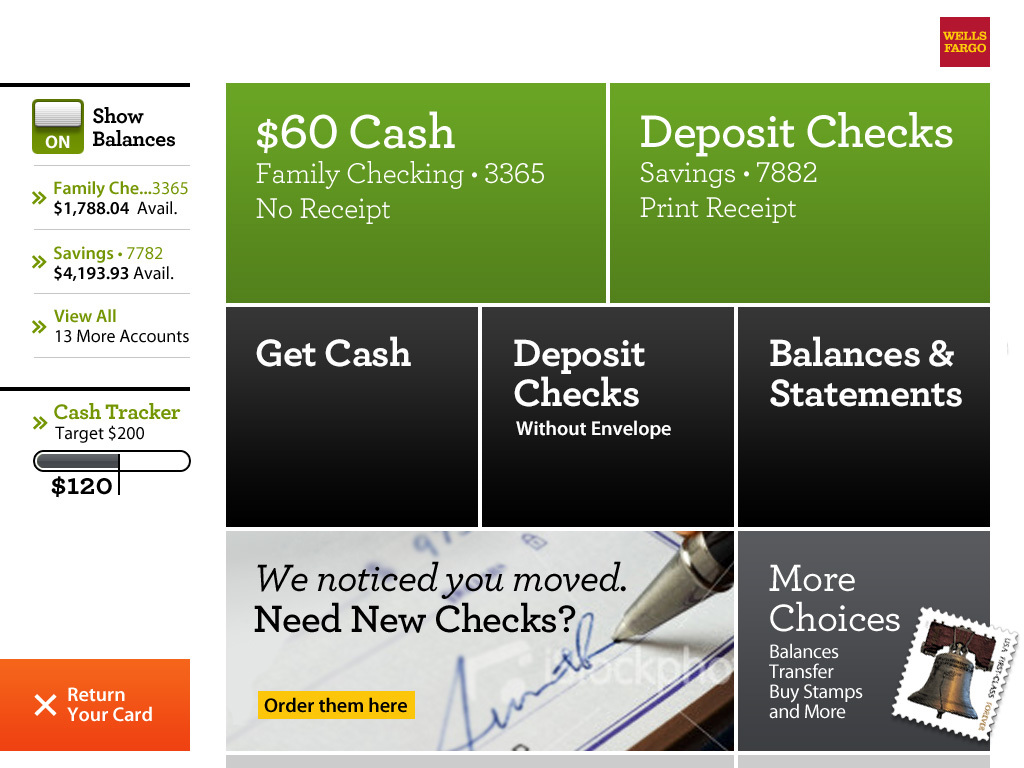 WELLS
FARGO
ON
Show
Balances
Family Che...3365
$1,788.04 Avail.
Savings • 7782
$4,193.93 Avail.
View All
13 More Accounts
Cash Tracker
Target $200
$120
Return
Your Card
$60 Cash
Family Checking • 3365
No Receipt
Deposit Checks
Savings • 7882
Print Receipt
Get Cash
Deposit
Checks
Without Envelope
Balances &
Statements
We noticed you moved.
Need New Checks?
Order them here
More
Choices
Balances
Transfer
Buy Stamps
and More
USA FIRST-CLASS
FOREVER